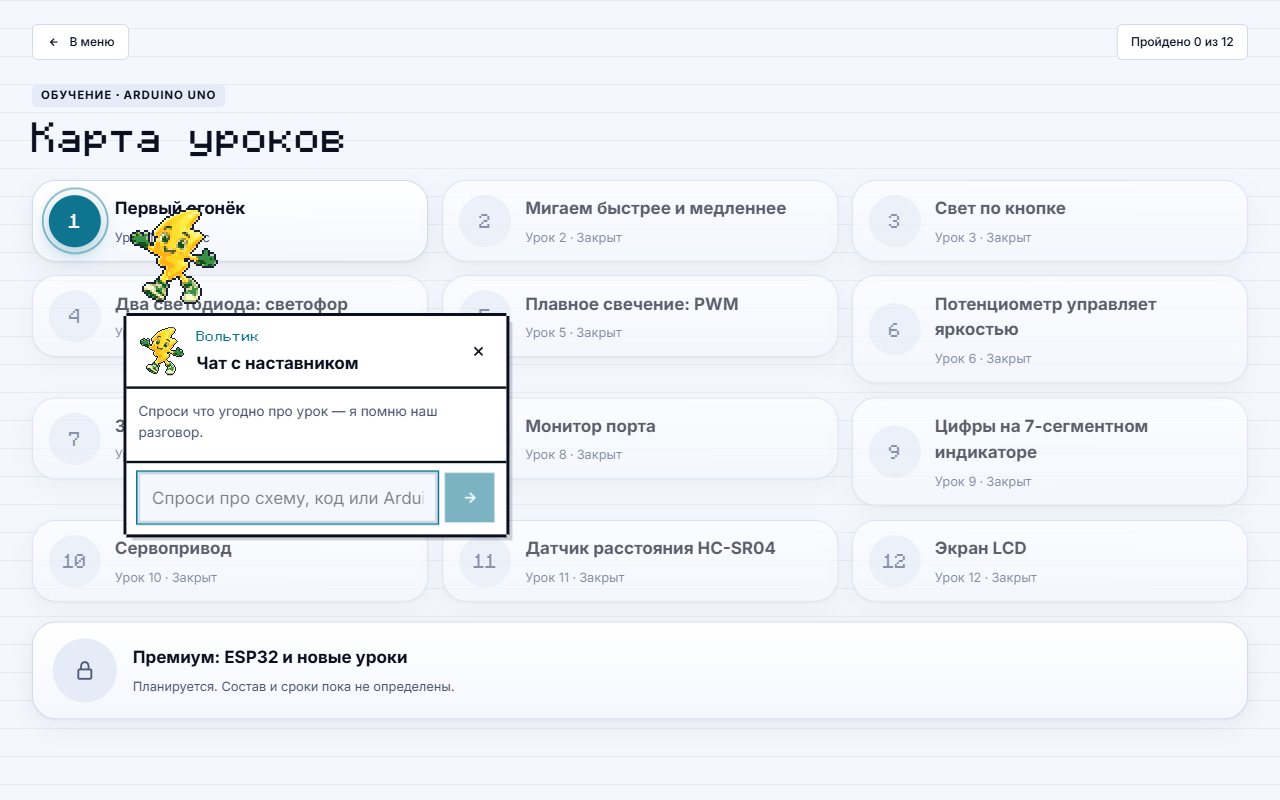 ← В меню
Пройдено 0 из 12
ОБУЧЕНИЕ · ARDUINO UNO
Карта уроков
1
Первый огонёк
2
Мигаем быстрее и медленнее
Урок 2 · Закрыт
3
Свет по кнопке
Урок 3 · Закрыт
4
Два светодиода: светофор
Плавное свечение: PWM
Урок 5 · Закрыт
6
Потенциометр управляет
яркостью
Урок 6 · Закрыт
Вольтик
Чат с наставником
×
Спроси что угодно про урок — я помню наш
разговор.
Спроси про схему, код или Ardui
→
7
Монитор порта
Урок 8 · Закрыт
9
Цифры на 7-сегментном
индикаторе
Урок 9 · Закрыт
10
Сервопривод
Урок 10 · Закрыт
11
Датчик расстояния HC-SR04
Урок 11 · Закрыт
12
Экран LCD
Урок 12 · Закрыт
Премиум: ESP32 и новые уроки
Планируется. Состав и сроки пока не определены.